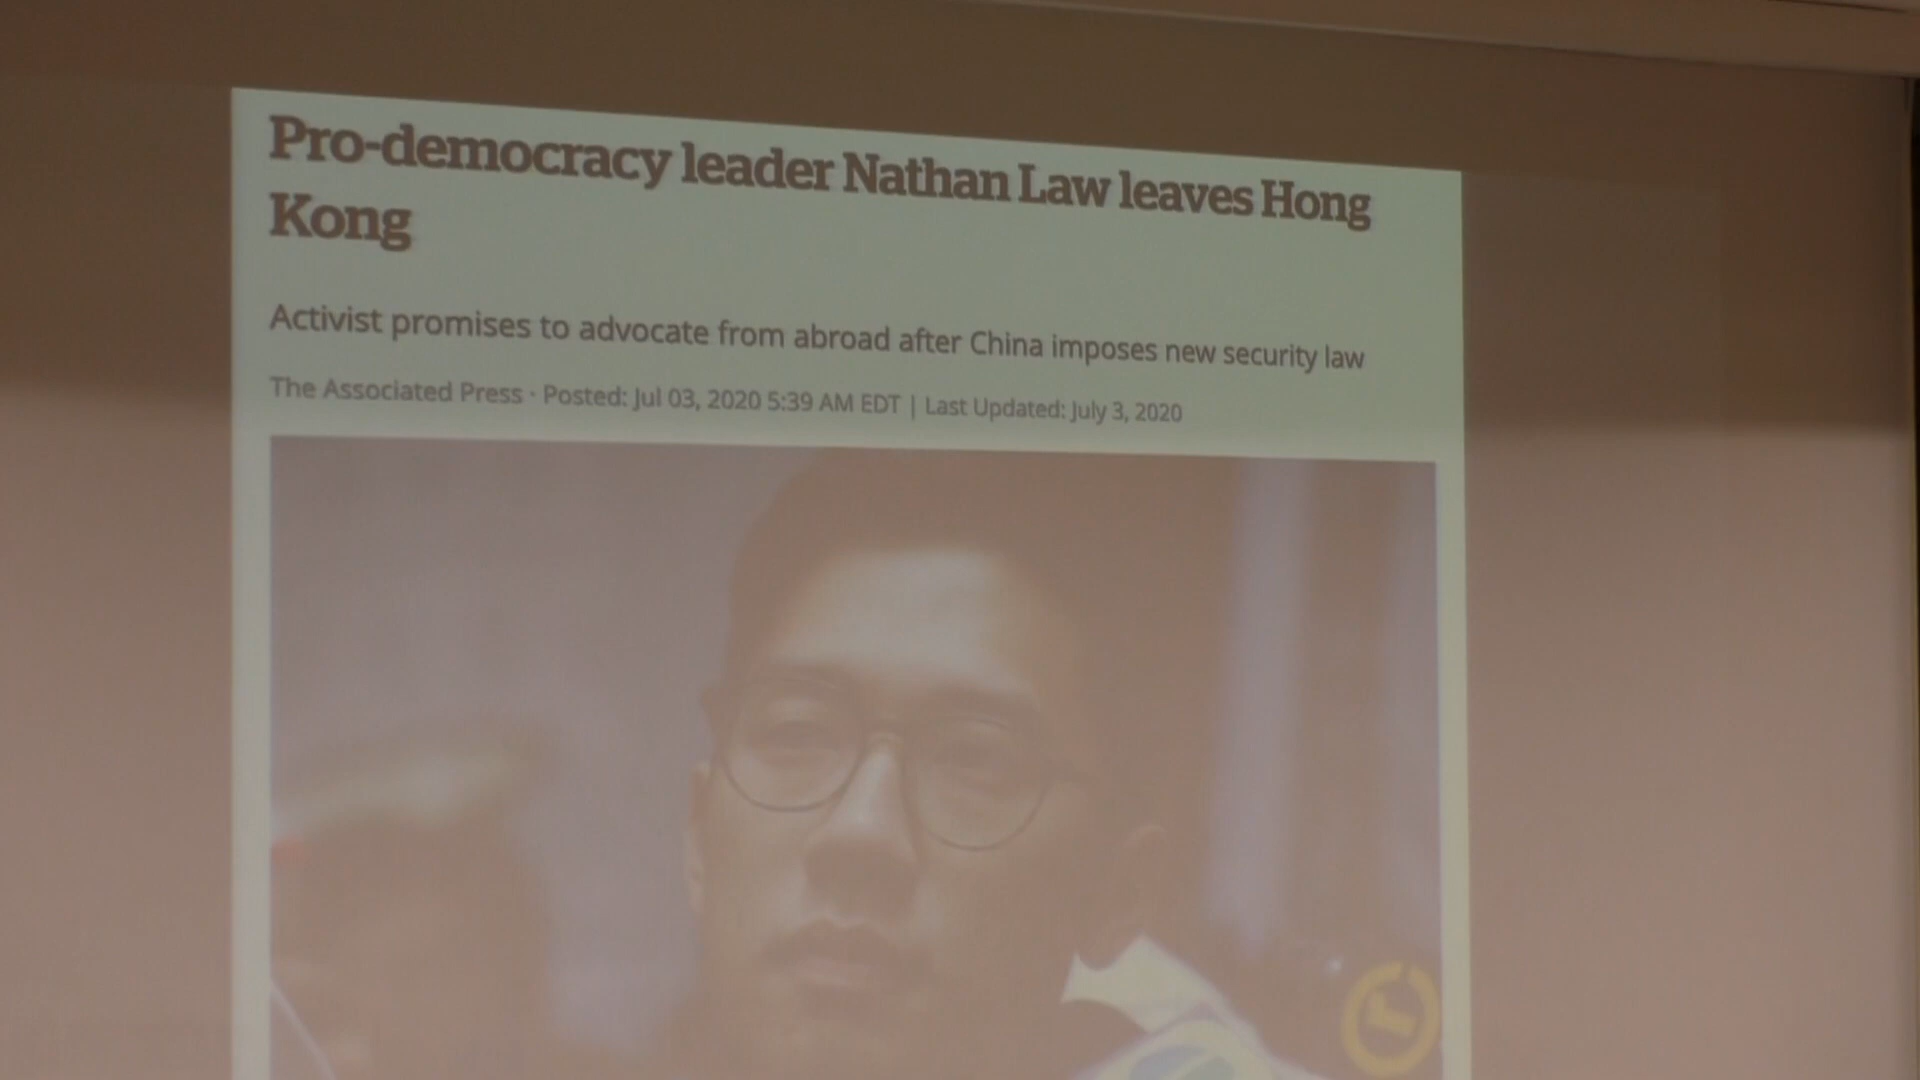 Pro-democracy leader Nathan Law leaves Hong
Kong
Activist promises to advocate from abroad after China imposes new security law
The Associated Press · Posted: Jul 03, 2020 5:39 AM EDT | Last Updated: July 3, 2020